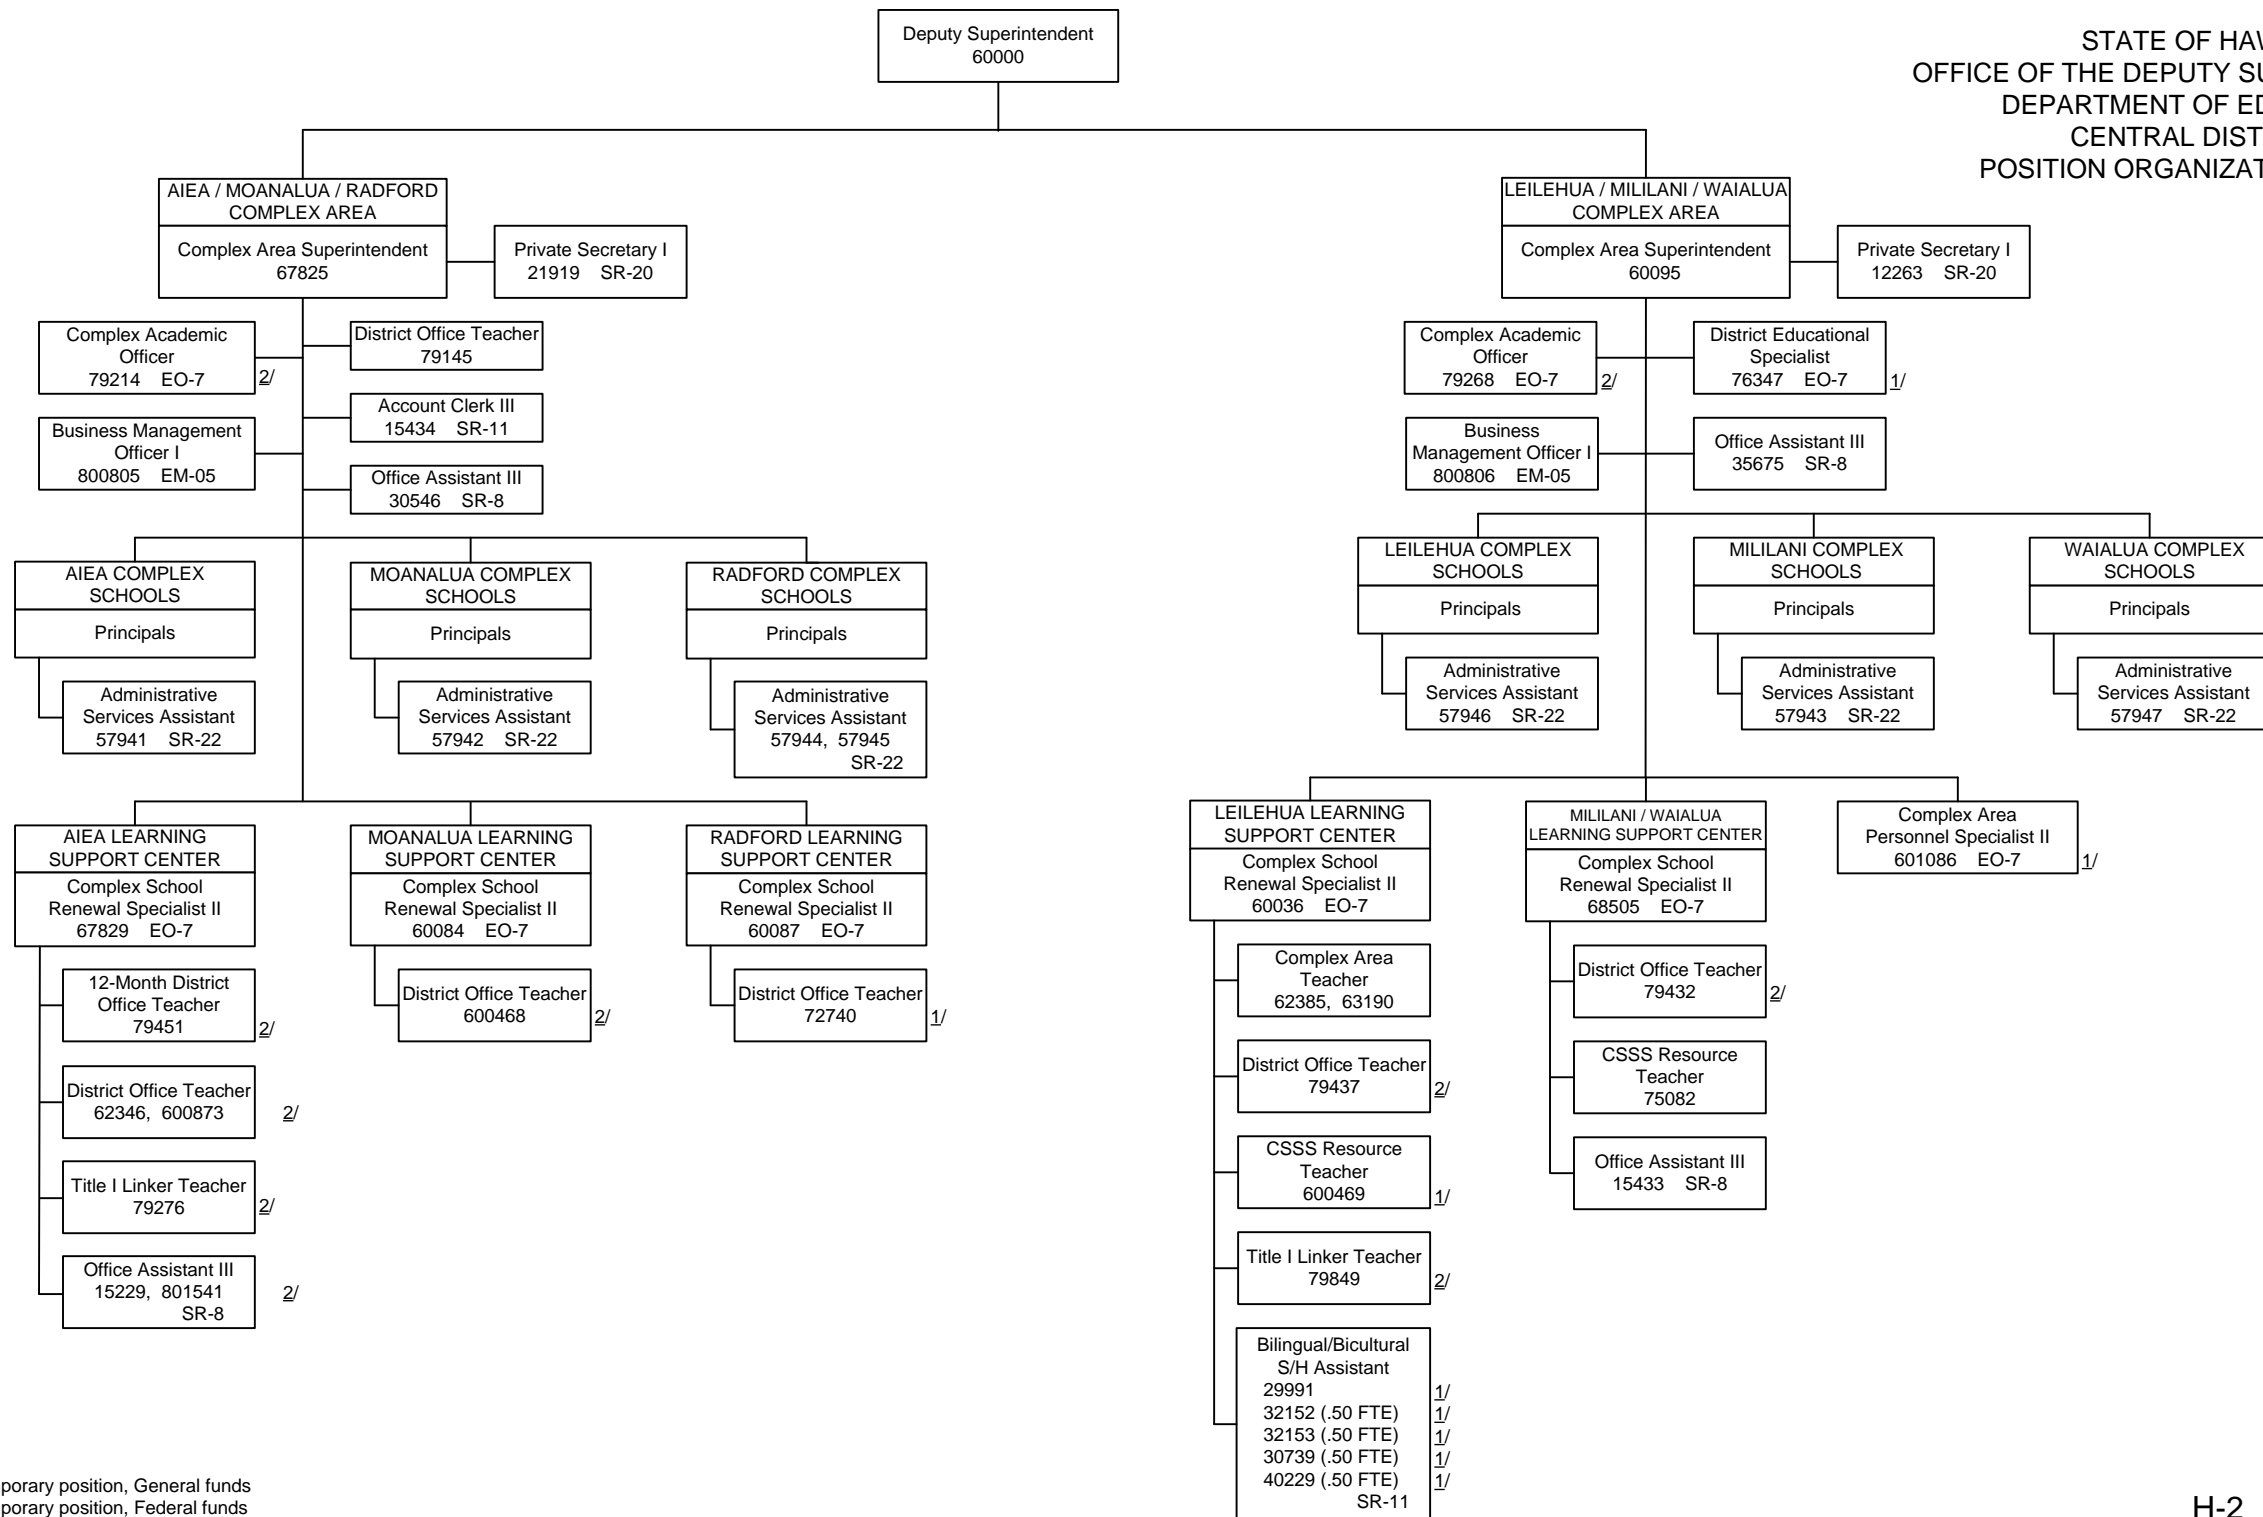 Deputy Superintendent
60000
STATE OF HAW
OFFICE OF THE DEPUTY SU
DEPARTMENT OF ED
CENTRAL DIST
POSITION ORGANIZAT
AIEA / MOANALUA / RADFORD
COMPLEX AREA
Complex Area Superintendent
67825
Private Secretary I
21919 SR-20
Complex Academic
Officer
79214 EO-7
2/
District Office Teacher
79145
Account Clerk III
15434 SR-11
Business Management
Officer I
800805 EM-05
Office Assistant III
30546 SR-8
AIEA COMPLEX
SCHOOLS
Principals
Administrative
Services Assistant
57941 SR-22
MOANALUA COMPLEX
SCHOOLS
Principals
Administrative
Services Assistant
57942 SR-22
RADFORD COMPLEX
SCHOOLS
Principals
Administrative
Services Assistant
57944, 57945
SR-22
AIEA LEARNING
SUPPORT CENTER
Complex School
Renewal Specialist II
67829 EO-7
12-Month District
Office Teacher
79451
2/
District Office Teacher
62346, 600873
2/
Title I Linker Teacher
79276
2/
Office Assistant III
15229, 801541
2/
SR-8
MOANALUA LEARNING
SUPPORT CENTER
Complex School
Renewal Specialist II
60084 EO-7
District Office Teacher
600468
2/
RADFORD LEARNING
SUPPORT CENTER
Complex School
Renewal Specialist II
60087 EO-7
District Office Teacher
72740
1/
LEILEHUA / MILILANI / WAIALUA
COMPLEX AREA
Complex Area Superintendent
60095
Private Secretary I
12263 SR-20
Complex Academic
Officer
79268 EO-7
2/
District Educational
Specialist
76347 EO-7
1/
Business
Management Officer I
800806 EM-05
Office Assistant III
35675 SR-8
LEILEHUA COMPLEX
SCHOOLS
Principals
Administrative
Services Assistant
57946 SR-22
MILILANI COMPLEX
SCHOOLS
Principals
Administrative
Services Assistant
57943 SR-22
WAIALUA COMPLEX
SCHOOLS
Principals
Administrative
Services Assistant
57947 SR-22
LEILEHUA LEARNING
SUPPORT CENTER
Complex School
Renewal Specialist II
60036 EO-7
Complex Area
Teacher
62385, 63190
District Office Teacher
79437
2/
CSSS Resource
Teacher
600469
1/
Title I Linker Teacher
79849
2/
Bilingual/Bicultural
S/H Assistant
29991 1/
32152 (.50 FTE) 1/
32153 (.50 FTE) 1/
30739 (.50 FTE) 1/
40229 (.50 FTE) 1/
SR-11
MILILANI / WAIALUA
LEARNING SUPPORT CENTER
Complex School
Renewal Specialist II
68505 EO-7
District Office Teacher
79432
2/
CSSS Resource
Teacher
75082
Office Assistant III
15433 SR-8
Complex Area
Personnel Specialist II
601086 EO-7
1/
porary position, General funds
porary position, Federal funds
H-2